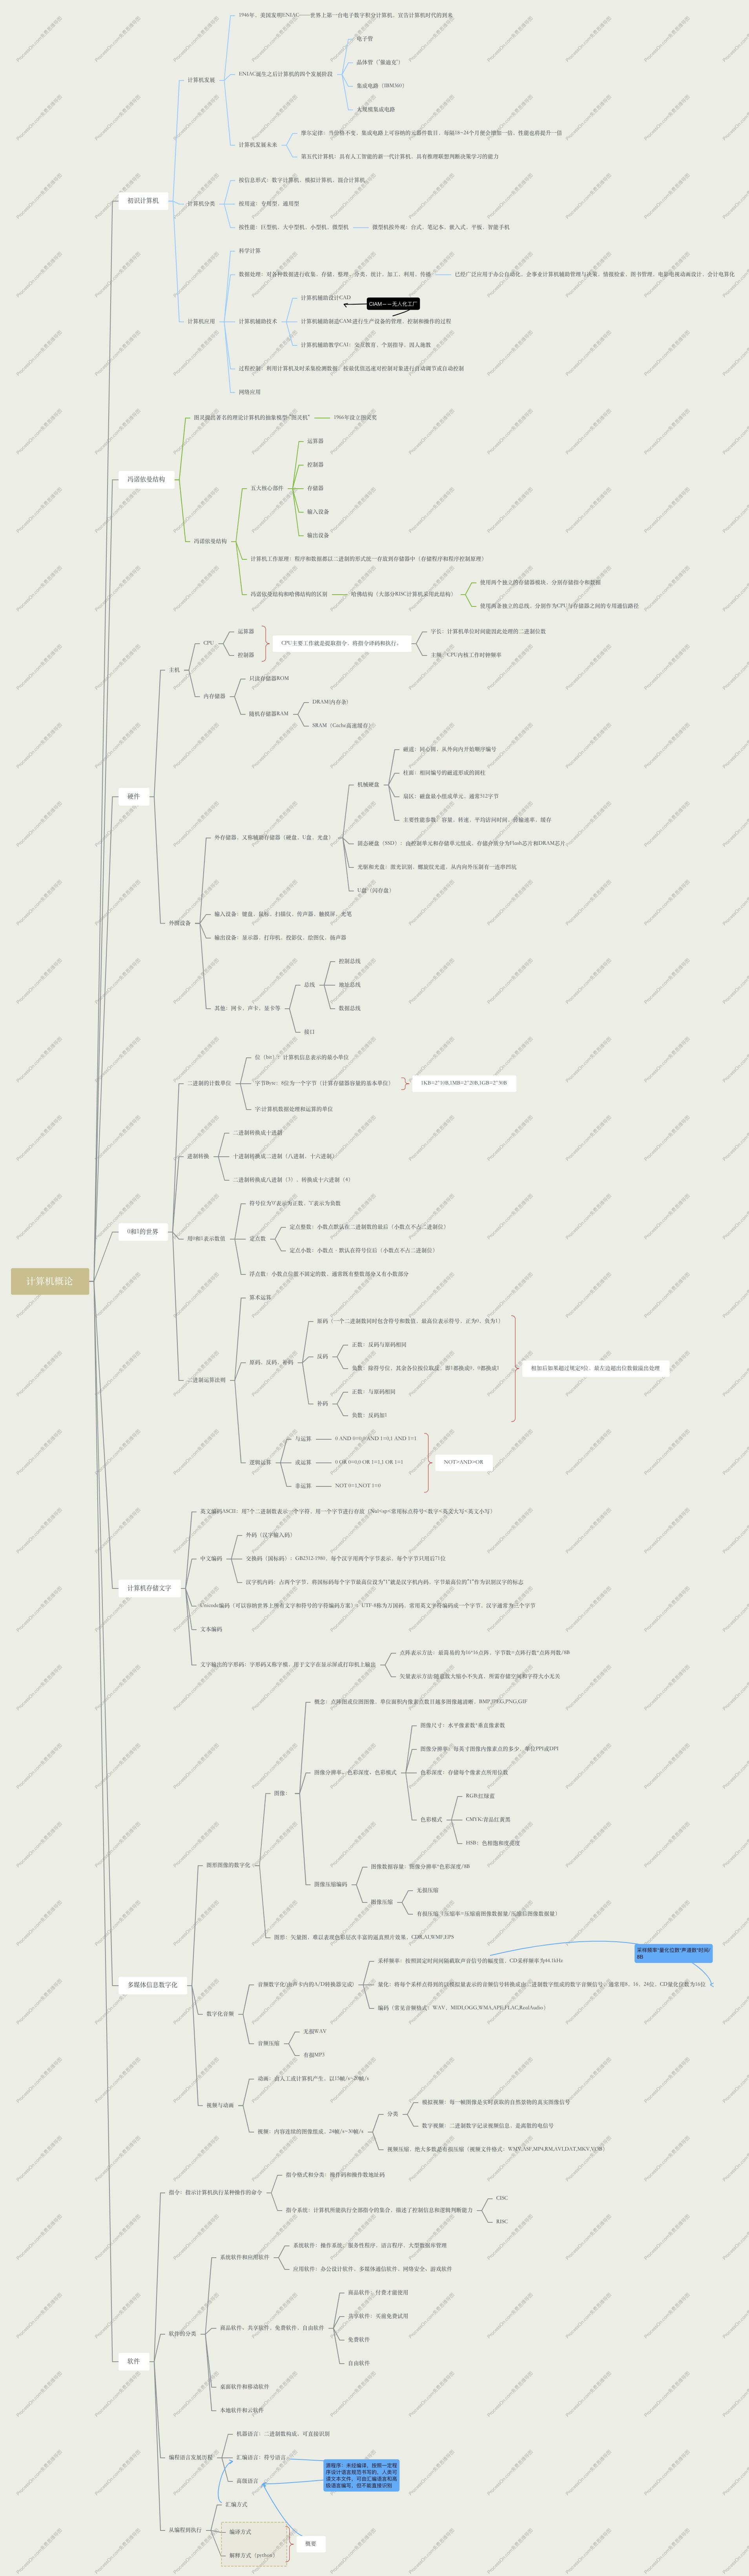 计算机概论
初识计算机
计算机发展
1946年，美国发明ENIAC——世界上第一台电子数字积分计算机，宣告计算机时代的到来
ENIAC诞生之后计算机的四个发展阶段
电子管
集成电路（IBM360）
大规模集成电路
计算机发展未来
摩尔定律：当价格不变，集成电路上可容纳的元器件数目，每隔18-24个月便会增加一倍，性能也将提升一倍
第五代计算机：具有人工智能的新一代计算机，具有推理联想判断决策学习的能力
计算机分类
按信息形式：数字计算机，模拟计算机，混合计算机
按用途：专用型，通用型
按性能：巨型机，大中型机，小型机，微型机
微型机按外观：台式，笔记本，嵌入式，平板，智能手机
计算机应用
科学计算
数据处理：对各种数据进行收集，存储，整理，分类，统计，加工，利用，传播
已经广泛应用于办公自动化，企事业计算机辅助管理与决策，情报检索，图书管理，电影电视动画设计，会计电算化
计算机辅助技术
计算机辅助设计CAD
CIAM——无人化工厂
计算机辅助制造CAM:进行生产设备的管理，控制和操作的过程
计算机辅助教学CAI：交互教育，个别指导，因人施教
过程控制：利用计算机及时采集检测数据，按最优值迅速对控制对象进行自动调节或自动控制
网络应用
冯诺依曼结构
图灵提出著名的理论计算机的抽象模型-“图灵机”
1966年设立图灵奖
冯诺依曼结构
五大核心部件
运算器
控制器
存储器
输入设备
输出设备
计算机工作原理：程序和数据都以二进制的形式统一存放到存储器中（存储程序和程序控制原理）
冯诺依曼结构和哈佛结构的区别
哈佛结构（大部分RISC计算机采用此结构）
使用两个独立的存储器模块，分别存储指令和数据
使用两条独立的总线，分别作为CPU与存储器之间的专用通信路径
硬件
主机
CPU
运算器
控制器
CPU主要工作就是提取指令，将指令译码和执行。
字长：计算机单位时间能因此处理的二进制位数
主频：CPU内核工作时钟频率
内存储器
只读存储器ROM
随机存储器RAM
DRAM(内存条)
SRAM（Cache高速缓存）
外围设备
外存储器，又称辅助存储器（硬盘，U盘，光盘）
机械硬盘
磁道：同心圆，从外向内开始顺序编号
柱面：相同编号的磁道形成的圆柱
扇区：磁盘最小组成单元，通常512字节
主要性能参数：容量，转速，平均访问时间，传输速率，缓存
固态硬盘（SSD）：由控制单元和存储单元组成，存储介质分为Flash芯片和DRAM芯片
光驱和光盘：激光识别，螺旋纹光道，从内向外压制有一连串凹坑
U盘（闪存盘）
输入设备：键盘，鼠标，扫描仪，传声器，触摸屏，光笔
输出设备：显示器，打印机，投影仪，绘图仪，扬声器
其他：网卡，声卡，显卡等
总线
控制总线
地址总线
数据总线
接口
0和1的世界
二进制的计数单位
位（bit）：计算机信息表示的最小单位
字节Byte：8位为一个字节（计算存储器容量的基本单位）
1KB=2^10B,1MB=2^20B,1GB=2^30B
字:计算机数据处理和运算的单位
进制转换
二进制转换成十进制
十进制转换成二进制（八进制，十六进制）
二进制转换成八进制（3），转换成十六进制（4）
用0和1表示数值
符号位为'0'表示为正数，'1'表示为负数
定点数
定点整数：小数点默认在二进制数的最后（小数点不占二进制位）
定点小数：小数点一默认在符号位后（小数点不占二进制位）
浮点数：小数点位置不固定的数，通常既有整数部分又有小数部分
二进制运算法则
算术运算
原码，反码，补码
原码（一个二进制数同时包含符号和数值，最高位表示符号，正为0，负为1）
反码
正数：反码与原码相同
负数：除符号位，其余各位按位取反，即1都换成0，0都换成1
补码
正数：与原码相同
负数：反码加1
相加后如果超过规定8位，最左边超出位数做溢出处理
逻辑运算
与运算
0 AND 0=0,0 AND 1=0,1 AND 1=1
或运算
0 OR 0=0,0 OR 1=1,1 OR 1=1
非运算
NOT 0=1,NOT 1=0
NOT>AND>OR
计算机存储文字
英文编码ASCII：用7个二进制数表示一个字符，用一个字节进行存放（Nul<sp<常用标点符号<数字<英文大写<英文小写）
中文编码
外码（汉字输入码）
交换码（国标码）：GB2312-1980，每个汉字用两个字节表示，每个字节只用后7位
汉字机内码：占两个字节，将国标码每个字节最高位设为"1"就是汉字机内码，字节最高位的"1"作为识别汉字的标志
Unicode编码（可以容纳世界上所有文字和符号的字符编码方案）：UTF-8称为万国码，常用英文字符编码成一个字节，汉字通常为三个字节
文本编码
文字输出的字形码：字形码又称字模，用于文字在显示屏或打印机上输出
点阵表示方法：最简易的为16*16点阵，字节数=点阵行数*点阵列数/8B
矢量表示方法:随意放大缩小不失真，所需存储空间和字符大小无关
多媒体信息数字化
图形图像的数字化
图像：
概念：点阵图或位图图像，单位面积内像素点数目越多图像越清晰，BMP,JPEG,PNG,GIF
图像分辨率，色彩深度，色彩模式
图像尺寸：水平像素数*垂直像素数
图像分辨率：每英寸图像内像素点的多少，单位PPI或DPI
色彩深度：存储每个像素点所用位数
色彩模式
RGB:红绿蓝
CMYK:青品红黄黑
HSB：色相饱和度亮度
图像压缩编码
图像数据容量：图像分辨率*色彩深度/8B
图像压缩
无损压缩
有损压缩（压缩率=压缩前图像数据量/压缩后图像数据量）
图形：矢量图，难以表现色彩层次丰富的逼真照片效果，CDR,AI,WMF,EPS
数字化音频
音频数字化(由声卡内的A/D转换器完成)
采样频率：按照固定时间间隔截取声音信号的幅度值，CD采样频率为44.1kHz
采样频率*量化位数*声道数*时间/8B
量化：将每个采样点得到的以模拟量表示的音频信号转换成由二进制数字组成的数字音频信号，通常用8，16，24位，CD量化位数为16位
编码（常见音频格式：WAV，MIDI,OGG,WMA,APE,FLAC,RealAudio）
音频压缩
无损WAV
有损MP3
视频与动画
动画：由人工或计算机产生，以15帧/s~20帧/s
视频：内容连续的图像组成，24帧/s~30帧/s
分类
模拟视频：每一帧图像是实时获取的自然景物的真实图像信号
数字视频：二进制数字记录视频信息，是离散的电信号
视频压缩，绝大多数是有损压缩（视频文件格式：WMV,ASF,MP4,RM,AVI,DAT,MKV,VOB）
软件
指令：指示计算机执行某种操作的命令
指令格式和分类：操作码和操作数地址码
指令系统：计算机所能执行全部指令的集合，描述了控制信息和逻辑判断能力
CISC
RISC
软件的分类
系统软件和应用软件
系统软件：操作系统，服务性程序，语言程序，大型数据库管理
应用软件：办公设计软件，多媒体通信软件，网络安全，游戏软件
商品软件，共享软件，免费软件，自由软件
商品软件：付费才能使用
共享软件：买前免费试用
免费软件
自由软件
桌面软件和移动软件
本地软件和云软件
编程语言发展历程
机器语言：二进制数构成，可直接识别
汇编语言：符号语言
高级语言
源程序：未经编译，按照一定程
序设计语言规范书写的，人类可
读文本文件，可由汇编语言和高
级语言编写，但不能直接识别
从编程到执行
汇编方式
编译方式
解释方式（python）
概要